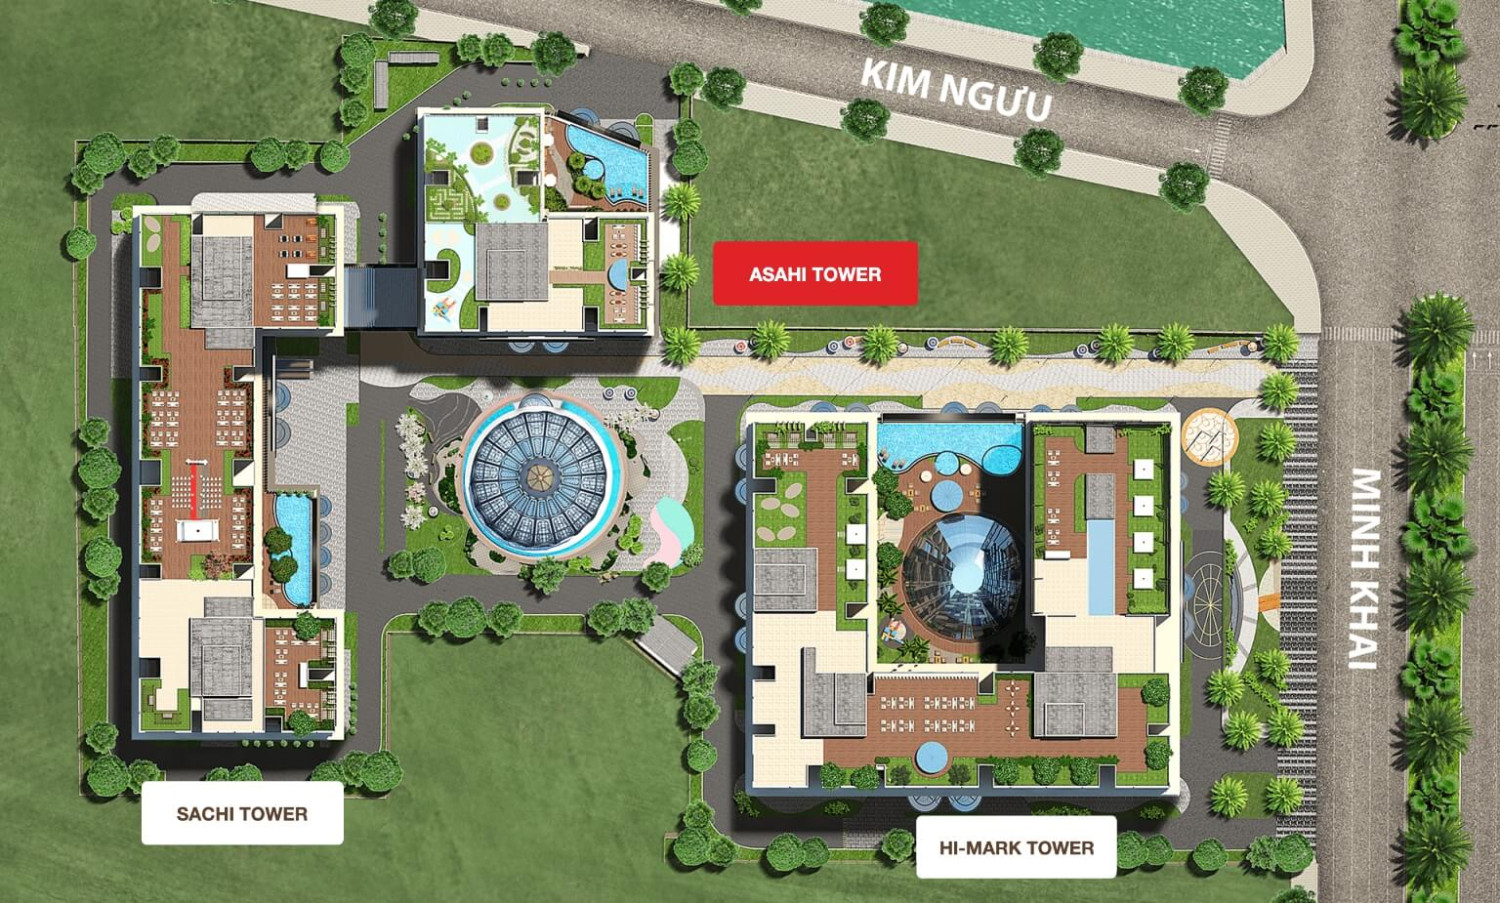 KIM NGƯU
ASAHI TOWER
MINH KHAI
SACHI TOWER
HI-MARK TOWER